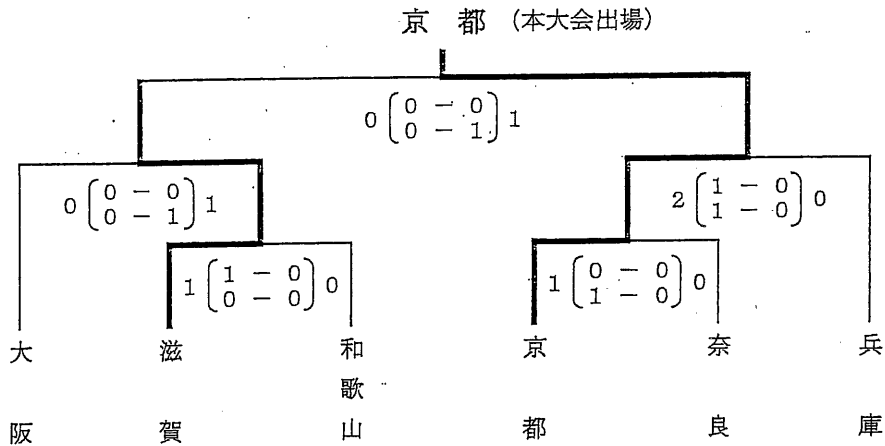 京都（本大会出場）
0 (0 − 0 0 − 1) 1
0 (0 − 0 0 − 1) 1
2 (1 − 0 1 − 0) 0
1 (1 − 0 0 − 0) 0
1 (0 − 0 1 − 0) 0
大阪
滋賀
和歌山
京都
奈良
兵庫